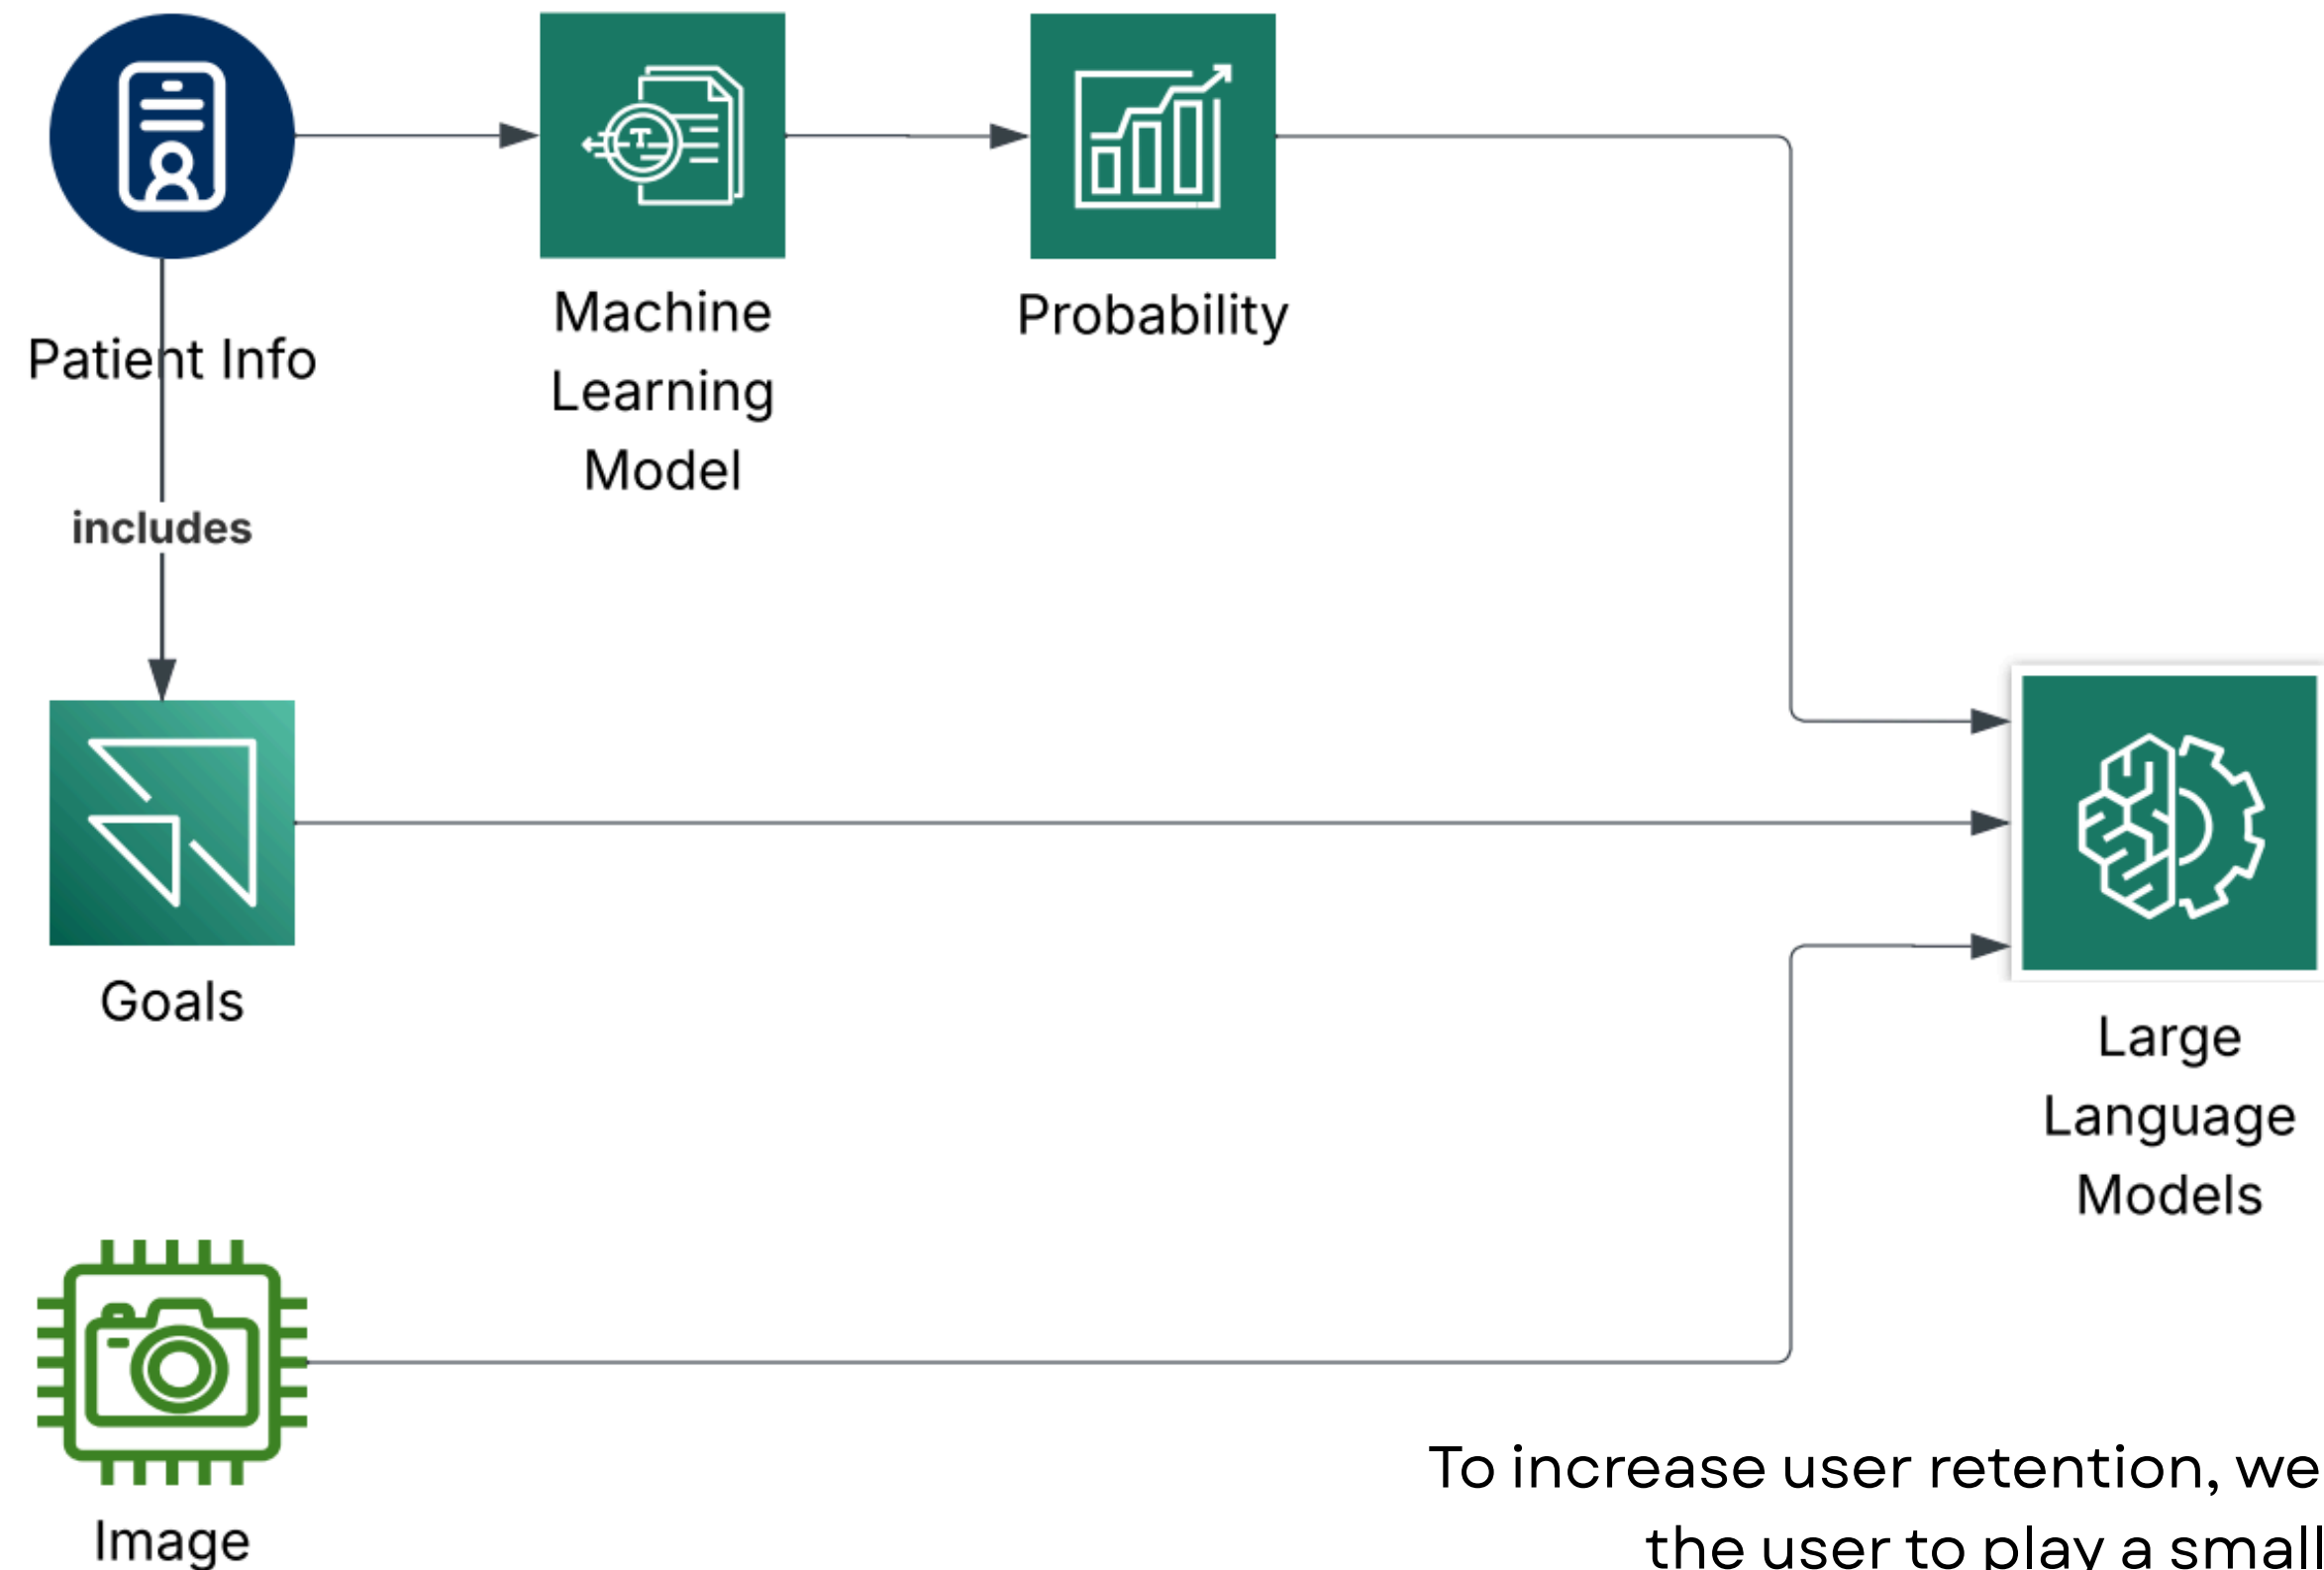 Patient Info
Machine
Learning
Model
Probability
includes
Goals
Large
Language
Models
Image
To increase user retention, we
the user to play a small